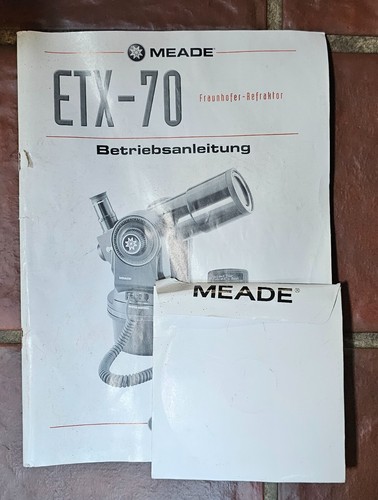 MEADE®
ETX-70
Fraunhofer-Refraktor
Betriebsanleitung
MEADE®